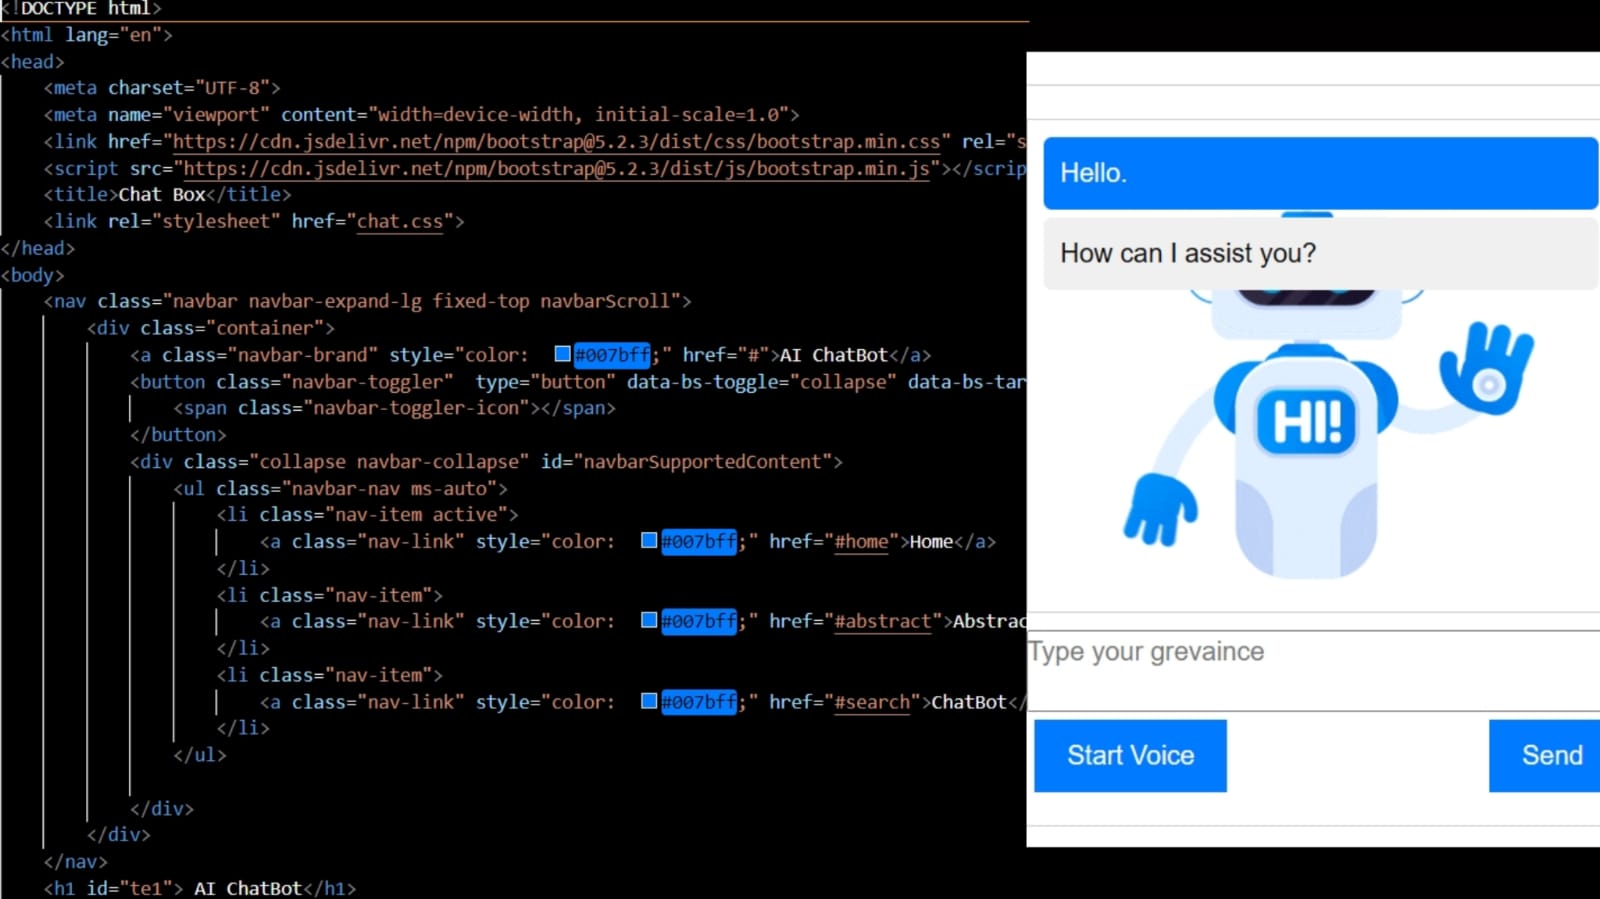 <!DOCTYPE html>
<html lang="en">
<head>
<meta charset="UTF-8">
<meta name="viewport" content="width=device-width, initial-scale=1.0">
<link href="https://cdn.jsdelivr.net/npm/bootstrap@5.2.3/dist/css/bootstrap.min.css" rel="s
<script src="https://cdn.jsdelivr.net/npm/bootstrap@5.2.3/dist/js/bootstrap.min.js"></scrip
<title>Chat Box</title>
<link rel="stylesheet" href="chat.css">
</head>
<body>
<nav class="navbar navbar-expand-lg fixed-top navbarScroll">
<div class="container">
<a class="navbar-brand" style="color: #007bff;" href="#">AI ChatBot</a>
<button class="navbar-toggler"  type="button" data-bs-toggle="collapse" data-bs-tar
<span class="navbar-toggler-icon"></span>
</button>
<div class="collapse navbar-collapse" id="navbarSupportedContent">
<ul class="navbar-nav ms-auto">
<li class="nav-item active">
<a class="nav-link" style="color: #007bff;" href="#home">Home</a>
</li>
<li class="nav-item">
<a class="nav-link" style="color: #007bff;" href="#abstract">Abstrac
</li>
<li class="nav-item">
<a class="nav-link" style="color: #007bff;" href="#search">ChatBot</
</li>
</ul>
</div>
</div>
</nav>
<h1 id="te1"> AI ChatBot</h1>
Hello.
How can I assist you?
HI!
Type your grevaince
Start Voice
Send